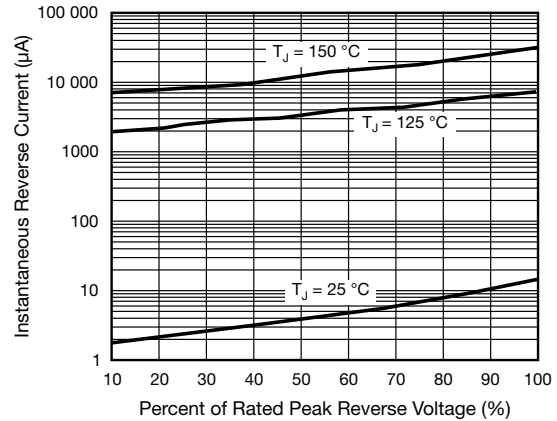 Instantaneous Reverse Current (µA)
100 000
10 000
1000
100
10
1
T_J = 150 °C
T_J = 125 °C
T_J = 25 °C
10 20 30 40 50 60 70 80 90 100
Percent of Rated Peak Reverse Voltage (%)